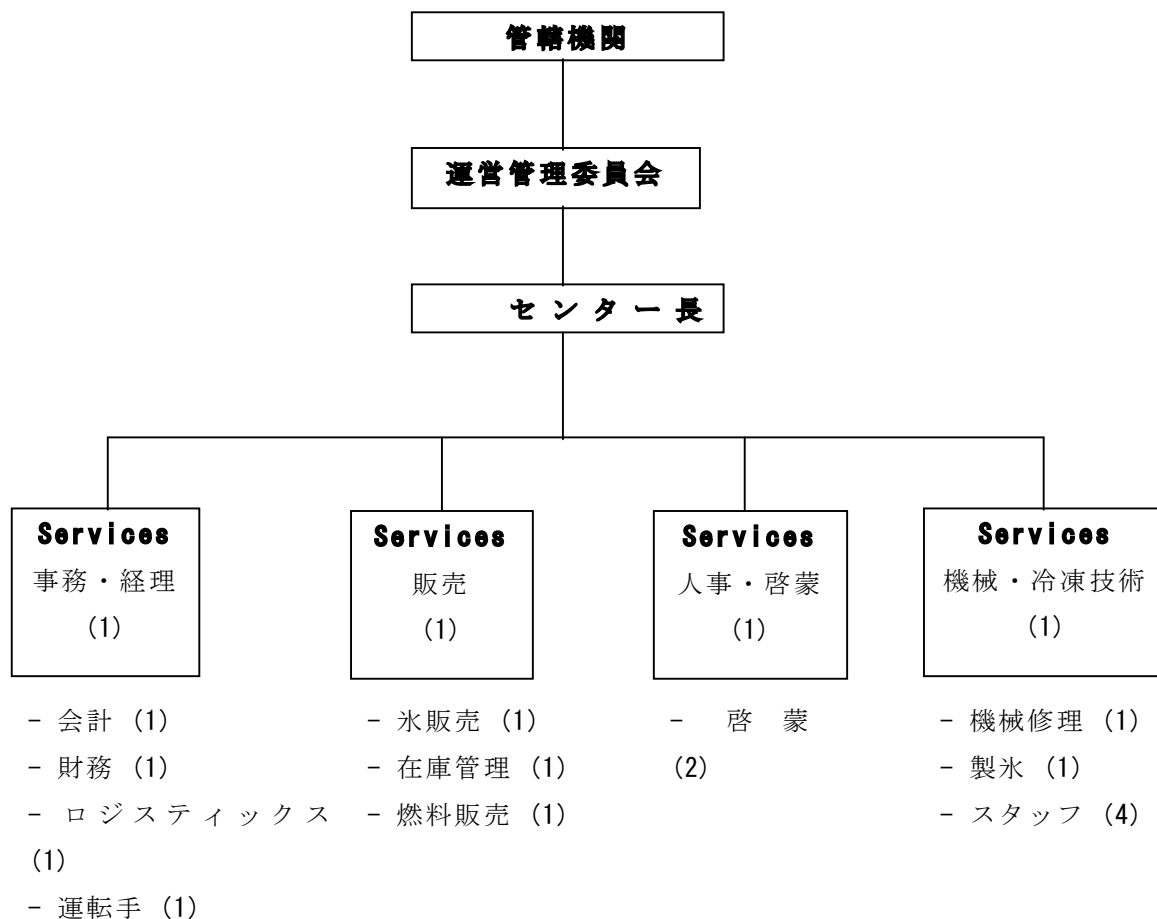 管轄機関
運営管理委員会
センター長
Services
事務・経理
(1)
- 会計 (1)
- 財務 (1)
- ロジスティックス
(1)
- 運転手 (1)
Services
販売
(1)
- 氷販売 (1)
- 在庫管理 (1)
- 燃料販売 (1)
Services
人事・啓蒙
(1)
- 啓蒙
(2)
Services
機械・冷凍技術
(1)
- 機械修理 (1)
- 製氷 (1)
- スタッフ (4)